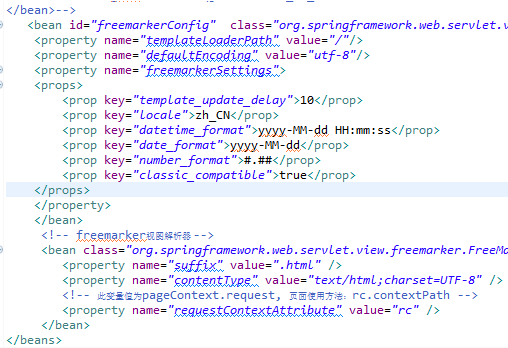 </bean>-->
<bean id="freemarkerConfig" class="org.springframework.web.servlet.v
<property name="templateLoaderPath" value="/"/>
<property name="defaultEncoding" value="utf-8"/>
<property name="freemarkerSettings">
<props>
<prop key="template_update_delay">10</prop>
<prop key="locale">zh_CN</prop>
<prop key="datetime_format">yyyy-MM-dd HH:mm:ss</prop>
<prop key="date_format">yyyy-MM-dd</prop>
<prop key="number_format">#.##</prop>
<prop key="classic_compatible">true</prop>
</props>
</property>
</bean>
<!-- freemarker视图解析器 -->
<bean class="org.springframework.web.servlet.view.freemarker.FreeMa
<property name="suffix" value=".html" />
<property name="contentType" value="text/html;charset=UTF-8" />
<!-- 此变量值为pageContext.request, 页面使用方法：rc.contextPath -->
<property name="requestContextAttribute" value="rc" />
</bean>
</beans>